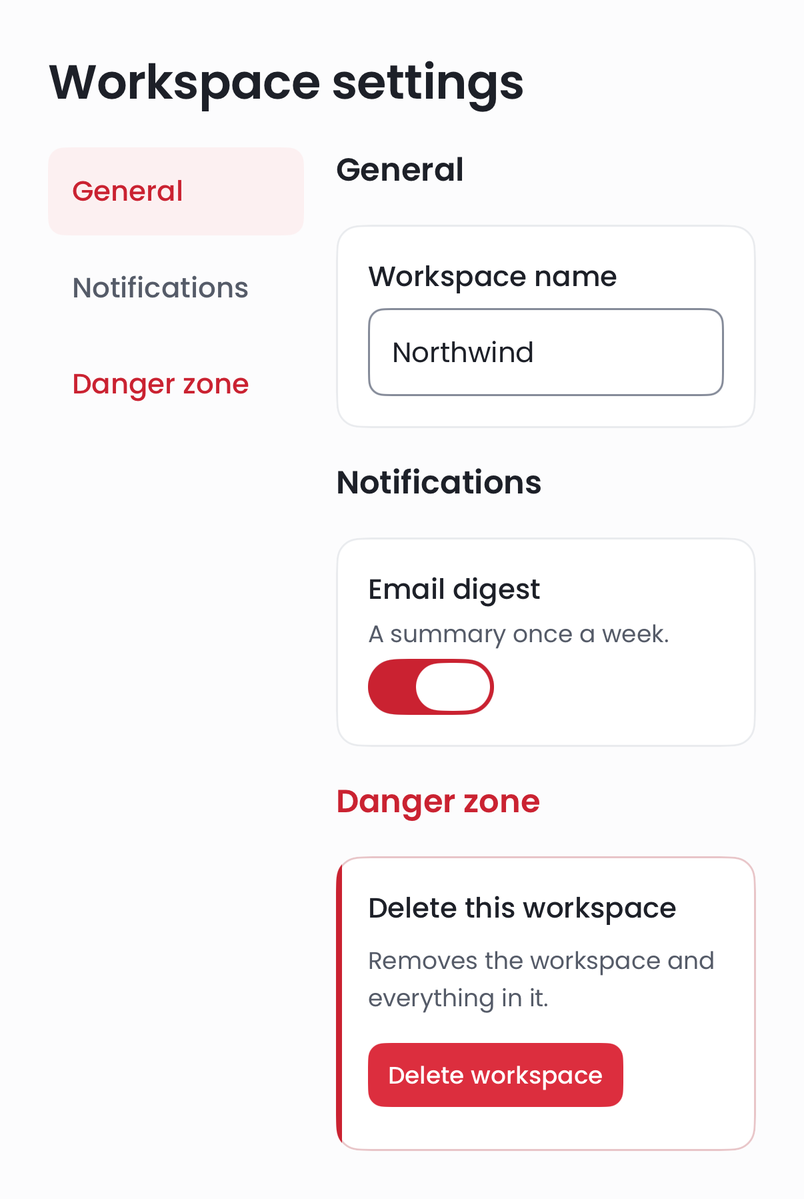 Workspace settings
General
Notifications
Danger zone
General
Workspace name
Northwind
Notifications
Email digest
A summary once a week.
Danger zone
Delete this workspace
Removes the workspace and
everything in it.
Delete workspace